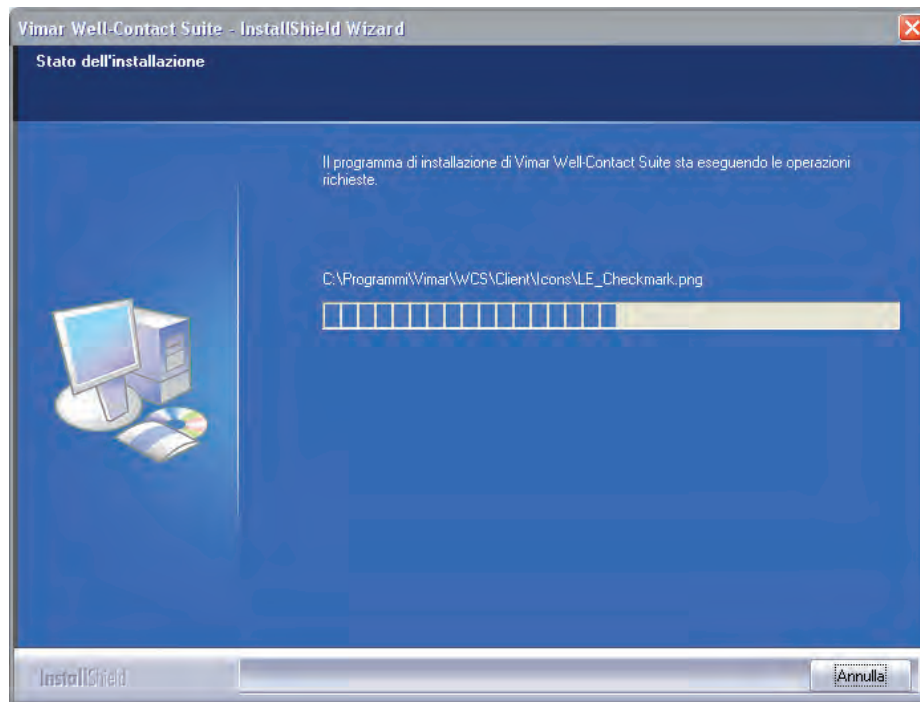 Vimar Well-Contact Suite - InstallShield Wizard
Stato dell'installazione
Il programma di installazione di Vimar Well-Contact Suite sta eseguendo le operazioni
richieste.
C:\Programmi\Vimar\WCS\Client\Icons\LE_Checkmark.png
InstallShield
Annulla